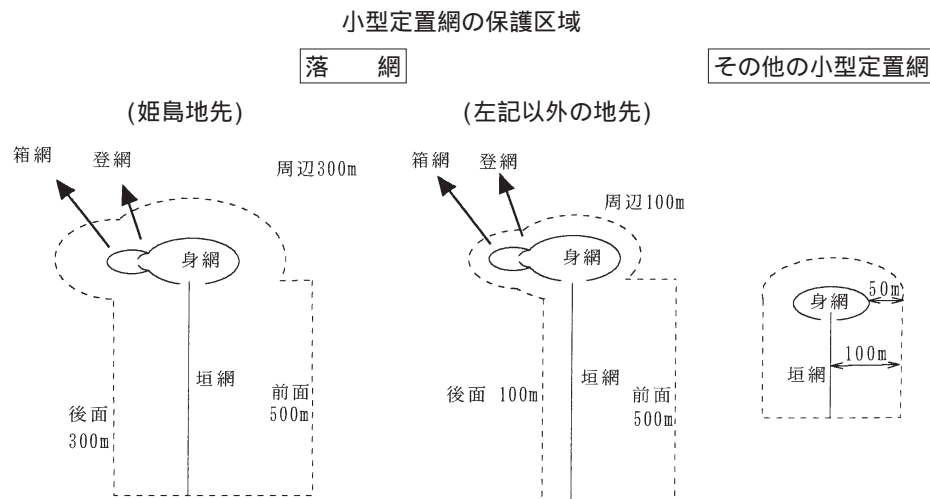 小型定置網の保護区域
落　網
その他の小型定置網
(姫島地先)
(左記以外の地先)
箱網
登網
周辺300m
身網
垣網
後面
300m
前面
500m
箱網
登網
周辺100m
身網
垣網
後面 100m
前面
500m
身網
50m
100m
垣網